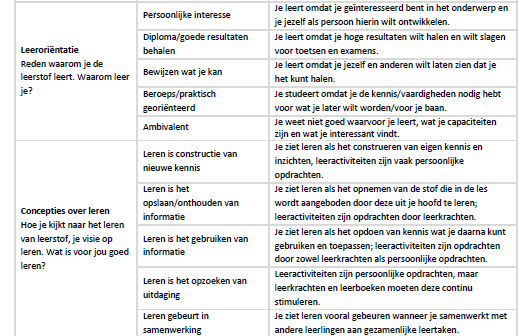 Persoonlijke interesse
Je leert omdat je geïnteresseerd bent in het onderwerp en
je jezelf als persoon hierin wilt ontwikkelen.
Leeroriëntatie
Reden waarom je de
leerstof leert. Waarom leer
je?
Diploma/goede resultaten
behalen
Je leert omdat je hoge resultaten wilt halen en wilt slagen
voor toetsen en examens.
Bewijzen wat je kan
Je leert omdat je jezelf en anderen wilt laten zien dat je
het kunt halen.
Beroeps/praktisch
georiënteerd
Je studeert omdat je de kennis/vaardigheden nodig hebt
voor wat je later wilt worden/voor je baan.
Ambivalent
Je weet niet goed waarvoor je leert, wat je capaciteiten
zijn en wat je interessant vindt.
Concepties over leren
Hoe je kijkt naar het leren
van leerstof, je visie op
leren. Wat is voor jou goed
leren?
Leren is constructie van
nieuwe kennis
Je ziet leren als het construeren van eigen kennis en
inzichten, leeractiviteiten zijn vaak persoonlijke
opdrachten.
Leren is het
opslaan/onthouden van
informatie
Je ziet leren als het opnemen van de stof die in de les
wordt aangeboden door deze uit je hoofd te leren;
leeractiviteiten zijn opdrachten door leerkrachten.
Leren is het gebruiken van
informatie
Je ziet leren als het opdoen van kennis wat je daarna kunt
gebruiken en toepassen; leeractiviteiten zijn opdrachten
door zowel leerkrachten als persoonlijke opdrachten.
Leren is het opzoeken van
uitdaging
Leeractiviteiten zijn persoonlijke opdrachten, maar
leerkrachten en leerboeken moeten deze continu
stimuleren.
Leren gebeurt in
samenwerking
Je ziet leren vooral gebeuren wanneer je samenwerkt met
andere leerlingen aan gezamenlijke leertaken.